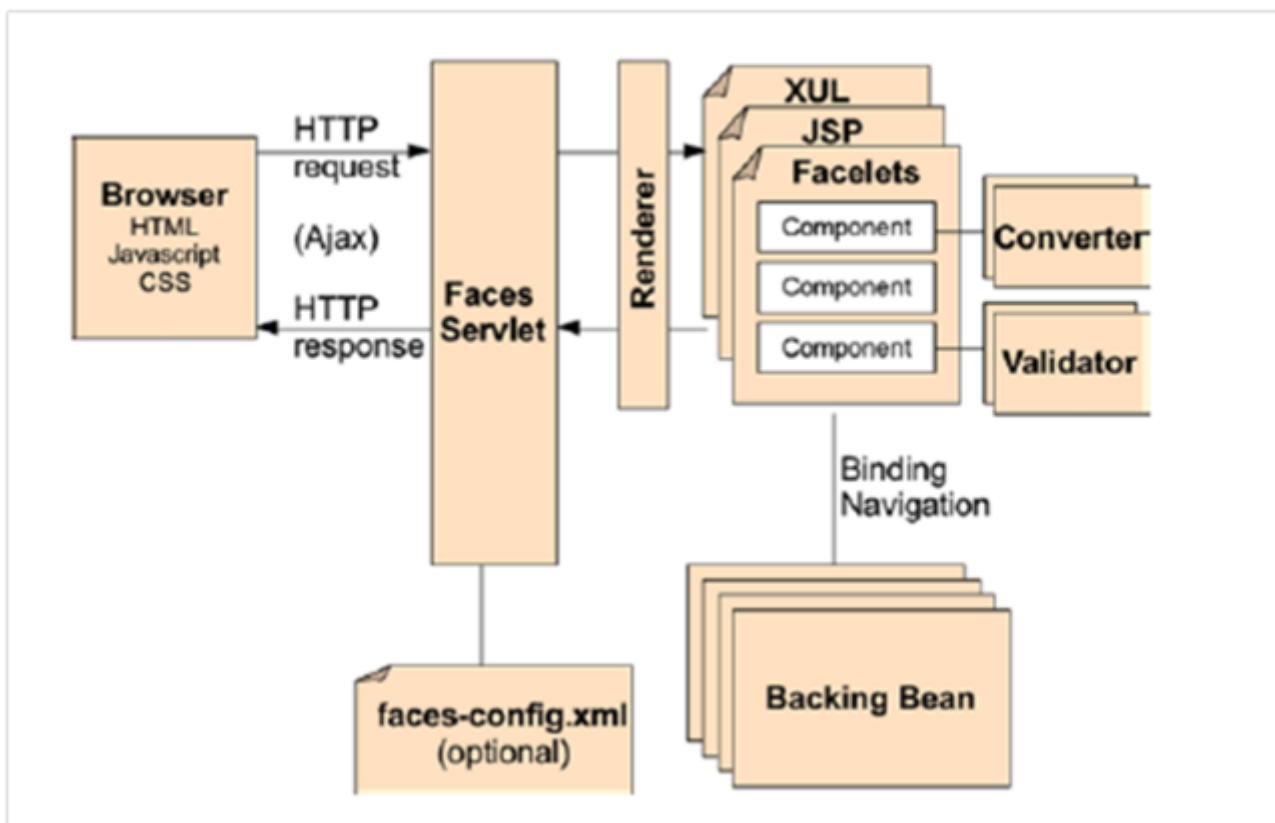 Browser
HTML
Javascript
CSS
HTTP
request
(Ajax)
HTTP
response
Faces
Servlet
Renderer
XUL
JSP
Facelets
Component
Component
Component
Converter
Validator
Binding
Navigation
Backing Bean
faces-config.xml
(optional)